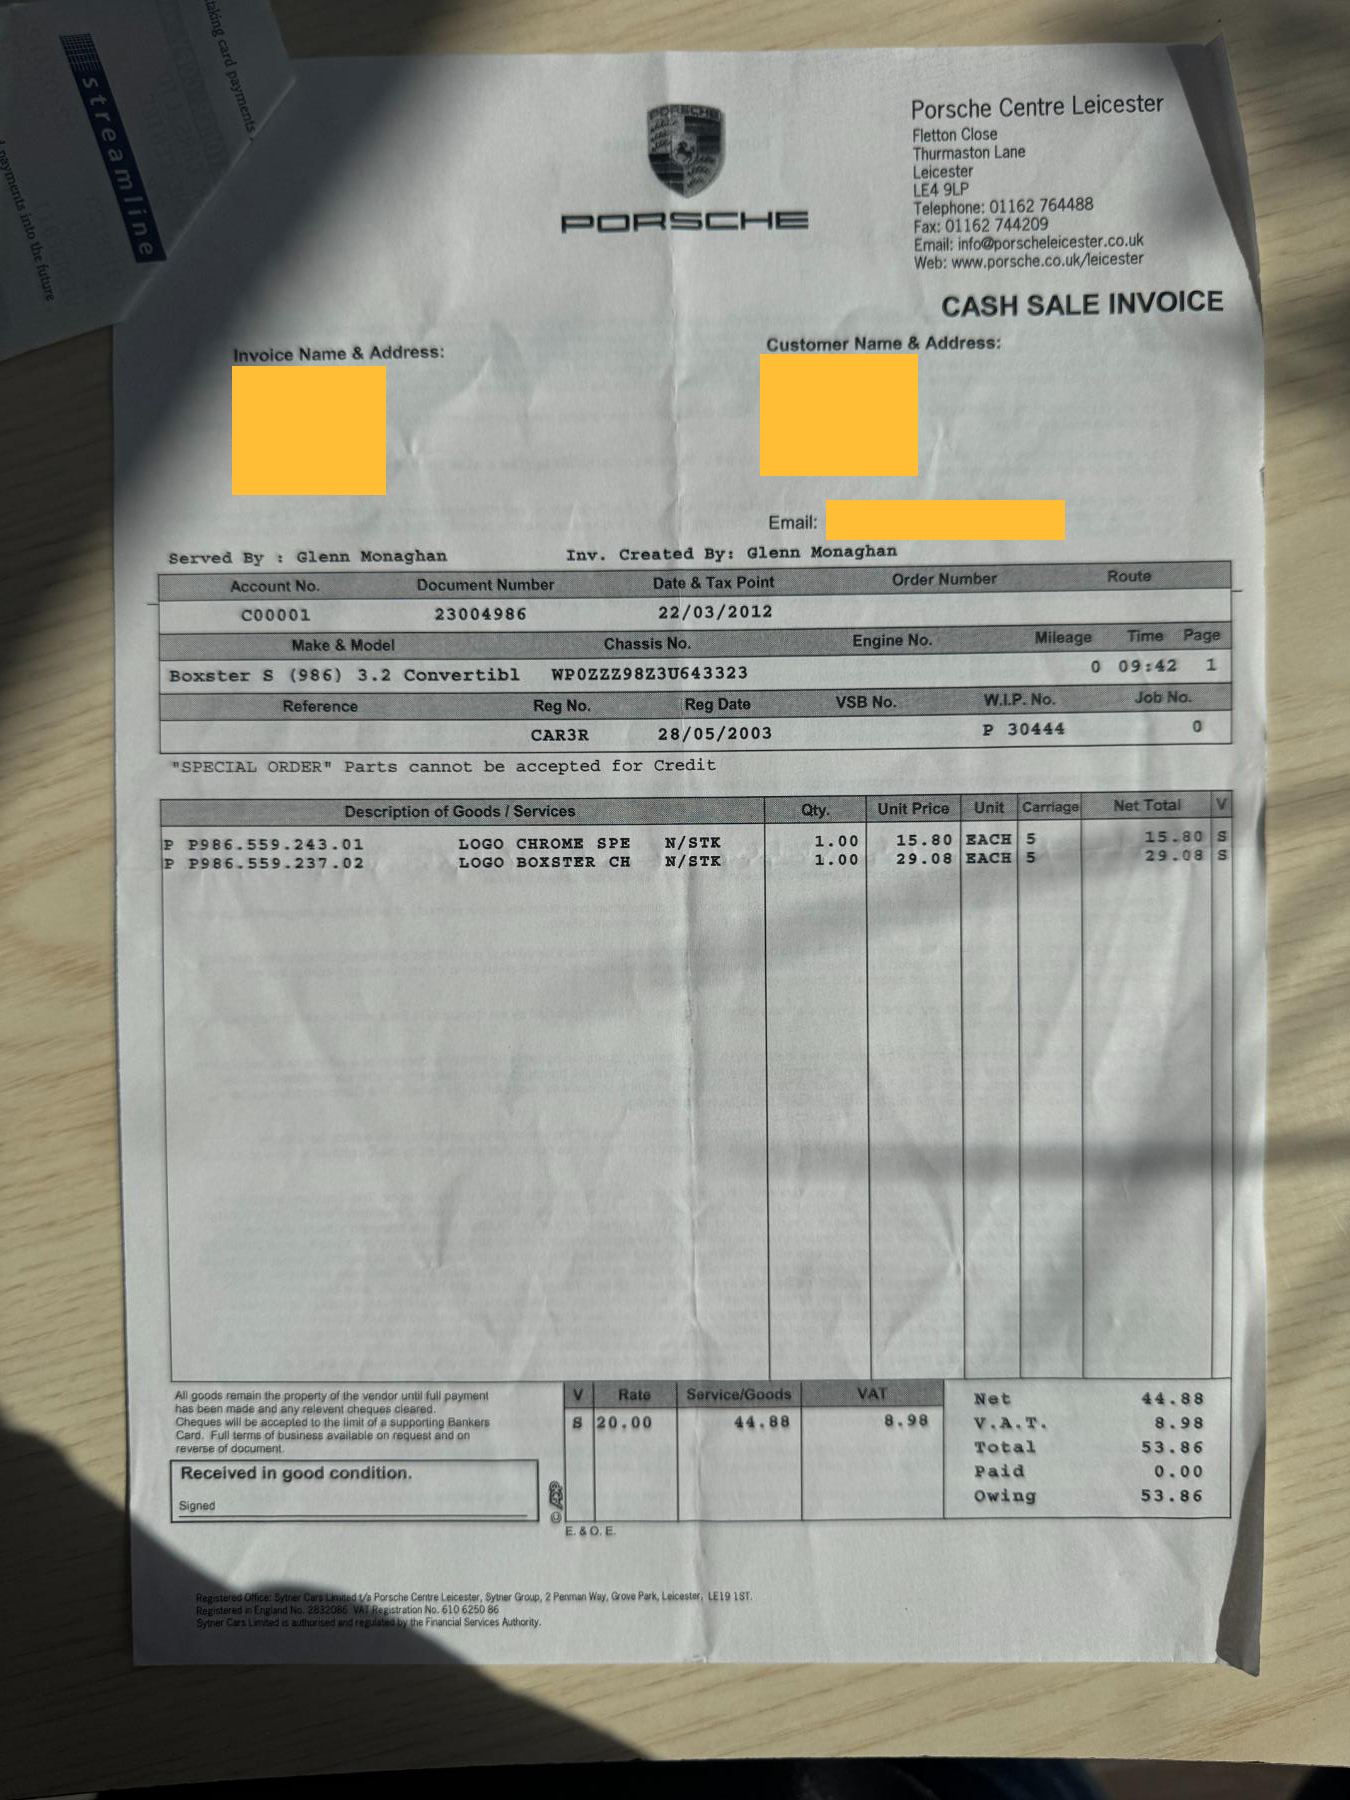 taking card payments
streamline
payments into the future
PORSCHE
PORSCHE
Porsche Centre Leicester
Fletton Close
Thurmaston Lane
Leicester
LE4 9LP
Telephone: 01162 764488
Fax: 01162 744209
Email: info@porscheleicester.co.uk
Web: www.porsche.co.uk/leicester
CASH SALE INVOICE
Invoice Name & Address:
Customer Name & Address:
Email:
Served By : Glenn Monaghan Inv. Created By: Glenn Monaghan
Account No. Document Number Date & Tax Point Order Number Route
C00001 23004986 22/03/2012
Make & Model Chassis No. Engine No. Mileage Time Page
Boxster S (986) 3.2 Convertibl WP0ZZZ98Z3U643323 0 09:42 1
Reference Reg No. Reg Date VSB No. W.I.P. No. Job No.
CAR3R 28/05/2003 P 30444 0
"SPECIAL ORDER" Parts cannot be accepted for Credit
Description of Goods / Services Qty. Unit Price Unit Carriage Net Total V
P P986.559.243.01 LOGO CHROME SPE N/STK 1.00 15.80 EACH 5 15.80 S
P P986.559.237.02 LOGO BOXSTER CH N/STK 1.00 29.08 EACH 5 29.08 S
All goods remain the property of the vendor until full payment
has been made and any relevent cheques cleared.
Cheques will be accepted to the limit of a supporting Bankers
Card. Full terms of business available on request and on
reverse of document.
Received in good condition.
Signed
V Rate Service/Goods VAT
S 20.00 44.88 8.98
E. & O. E.
Net 44.88
V.A.T. 8.98
Total 53.86
Paid 0.00
Owing 53.86
Registered Office: Sytner Cars Limited t/a Porsche Centre Leicester, Sytner Group, 2 Penman Way, Grove Park, Leicester, LE19 1ST.
Registered in England No. 2832086 VAT Registration No. 610 6250 86
Sytner Cars Limited is authorised and regulated by the Financial Services Authority.